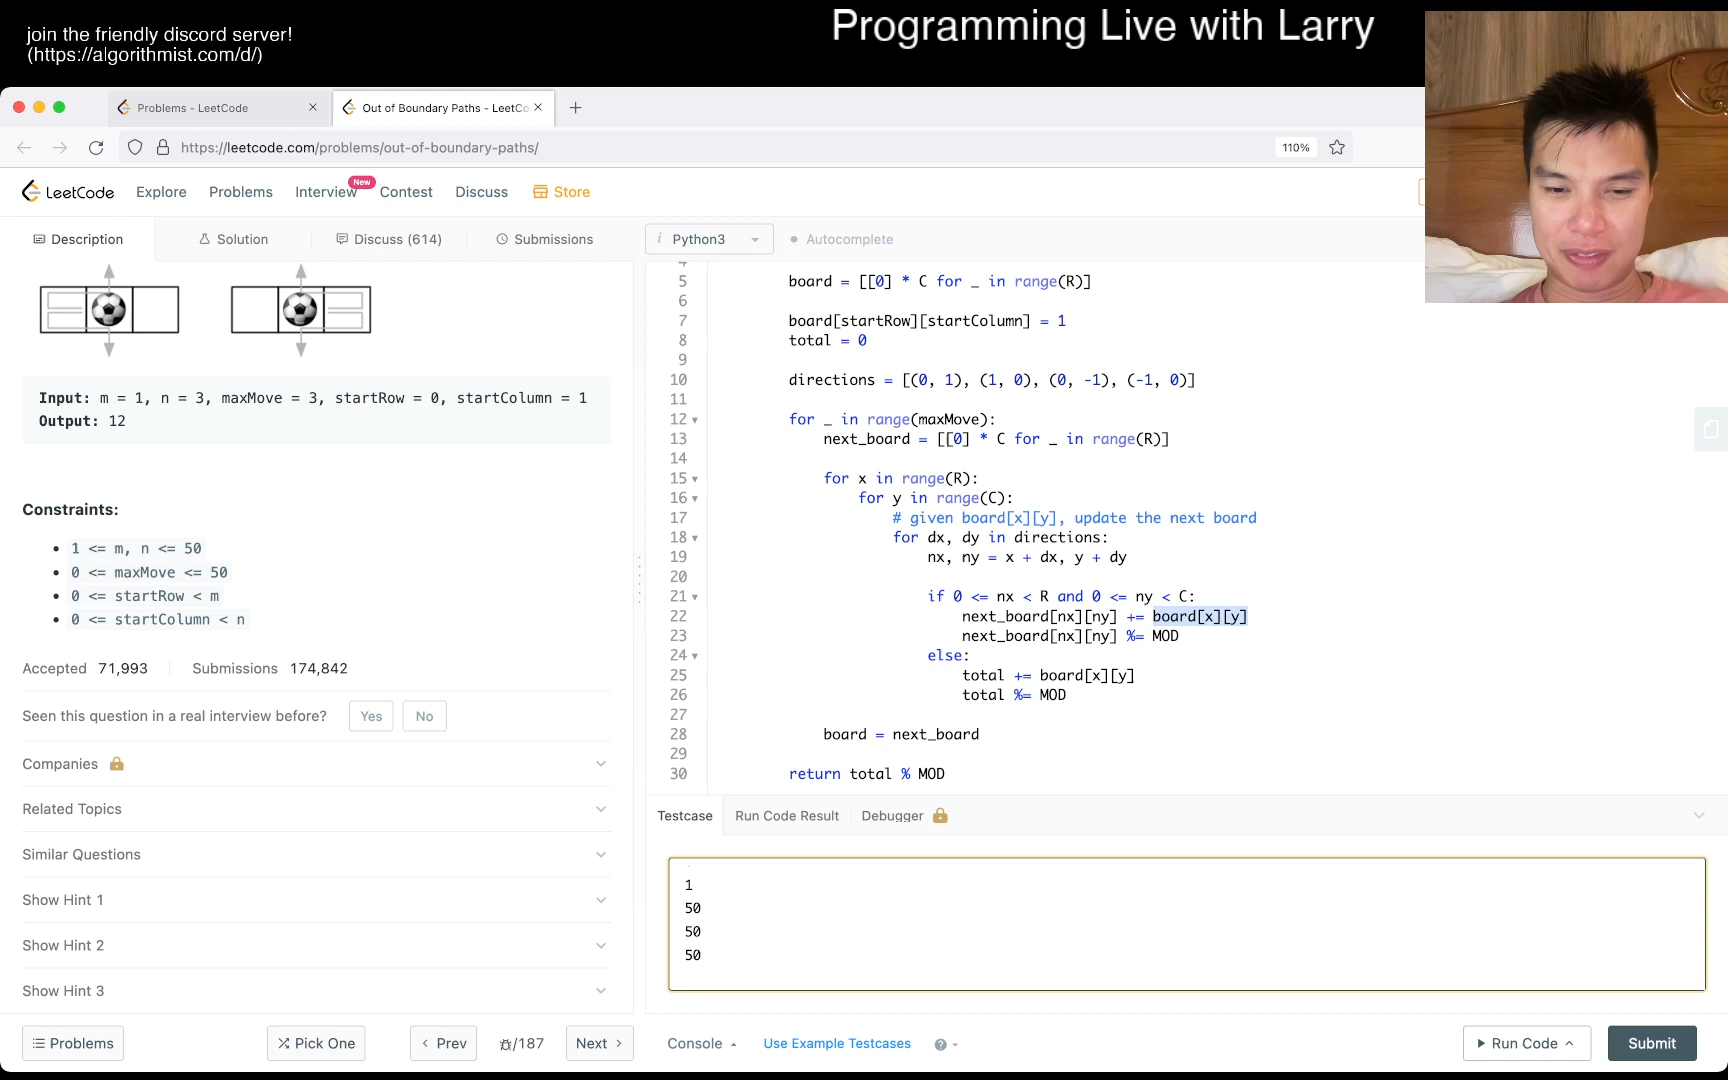 join the friendly discord server!
(https://algorithmist.com/d/)
Programming Live with Larry
Problems - LeetCode
Out of Boundary Paths - LeetCo
https://leetcode.com/problems/out-of-boundary-paths/
110%
LeetCode
Explore
Problems
Interview
New
Contest
Discuss
Store
Description
Solution
Discuss (614)
Submissions
i Python3
Autocomplete
Input: m = 1, n = 3, maxMove = 3, startRow = 0, startColumn = 1
Output: 12
Constraints:
1 <= m, n <= 50
0 <= maxMove <= 50
0 <= startRow < m
0 <= startColumn < n
Accepted 71,993
Submissions 174,842
Seen this question in a real interview before?
Yes
No
Companies
Related Topics
Similar Questions
Show Hint 1
Show Hint 2
Show Hint 3
4
5 board = [[0] * C for _ in range(R)]
6
7 board[startRow][startColumn] = 1
8 total = 0
9
10 directions = [(0, 1), (1, 0), (0, -1), (-1, 0)]
11
12 for _ in range(maxMove):
13 next_board = [[0] * C for _ in range(R)]
14
15 for x in range(R):
16 for y in range(C):
17 # given board[x][y], update the next board
18 for dx, dy in directions:
19 nx, ny = x + dx, y + dy
20
21 if 0 <= nx < R and 0 <= ny < C:
22 next_board[nx][ny] += board[x][y]
23 next_board[nx][ny] %= MOD
24 else:
25 total += board[x][y]
26 total %= MOD
27
28 board = next_board
29
30 return total % MOD
Testcase
Run Code Result
Debugger
1
50
50
50
Problems
Pick One
Prev
/187
Next
Console
Use Example Testcases
Run Code
Submit